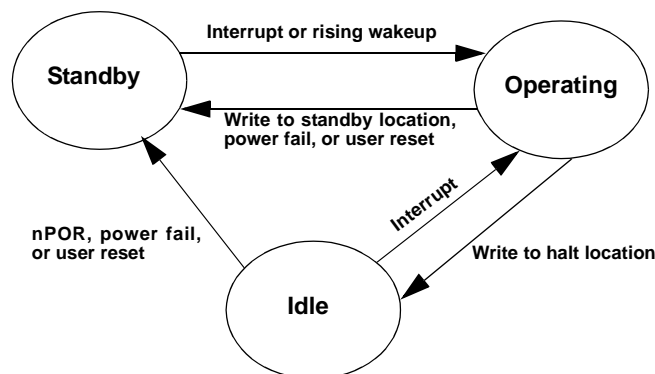 Interrupt or rising wakeup
Standby
Operating
Write to standby location,
power fail, or user reset
Interrupt
nPOR, power fail,
or user reset
Write to halt location
Idle